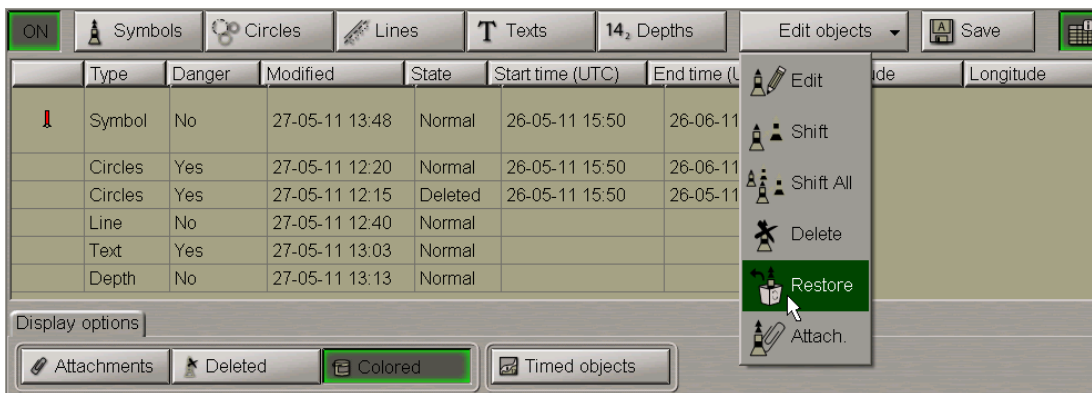 ON Symbols Circles Lines T Texts 14₂ Depths Edit objects A Save
Type Danger Modified State Start time (UTC) End time (U de Longitude
Edit
Symbol No 27-05-11 13:48 Normal 26-05-11 15:50 26-06-11
Shift
Circles Yes 27-05-11 12:20 Normal 26-05-11 15:50 26-06-11
Circles Yes 27-05-11 12:15 Deleted 26-05-11 15:50 26-05-11
Shift All
Line No 27-05-11 12:40 Normal
Delete
Text Yes 27-05-11 13:03 Normal
Depth No 27-05-11 13:13 Normal
Restore
Display options
Attach.
Attachments Deleted Colored Timed objects